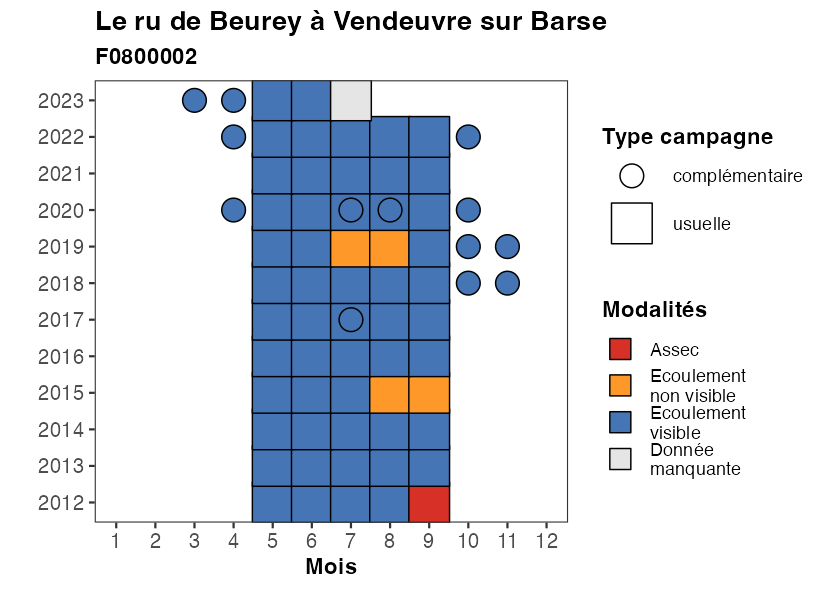 Le ru de Beurey à Vendeuvre sur Barse
F0800002
2023
2022
2021
2020
2019
2018
2017
2016
2015
2014
2013
2012
1 2 3 4 5 6 7 8 9 10 11 12
Mois
Type campagne
complémentaire
usuelle
Modalités
Assec
Ecoulement
non visible
Ecoulement
visible
Donnée
manquante